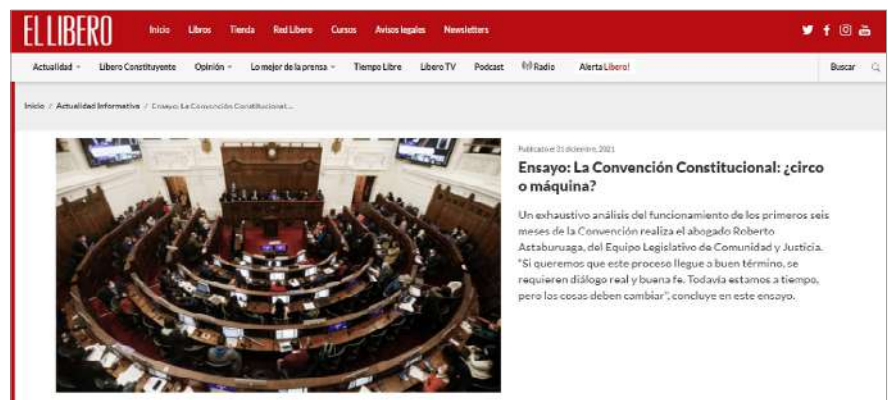 EL LIBERO
Inicio Libros Tienda Red Libero Cursos Avisos legales Newsletters
Actualidad Libero Constituyente Opinión Lo mejor de la prensa Tiempo Libre Libero TV Podcast Radio Alerta Libero! Buscar
Inicio / Actualidad Informativa / Ensayo: La Convención Constitucional:...
Publicado el 21 diciembre, 2021
Ensayo: La Convención Constitucional: ¿circo
o máquina?
Un exhaustivo análisis del funcionamiento de los primeros seis
meses de la Convención realiza el abogado Roberto
Astaburuaga, del Equipo Legislativo de Comunidad y Justicia.
"Si queremos que este proceso llegue a buen término, se
requieren diálogo real y buena fe. Todavía estamos a tiempo,
pero las cosas deben cambiar", concluye en este ensayo.